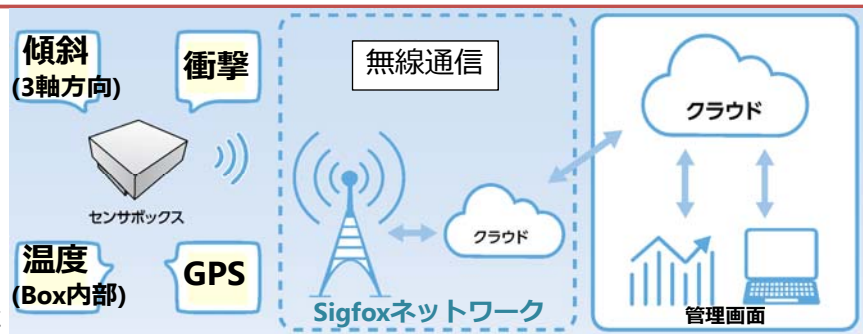 傾斜
(3軸方向)
衝撃
センサボックス
温度
(Box内部)
GPS
無線通信
クラウド
Sigfoxネットワーク
クラウド
管理画面